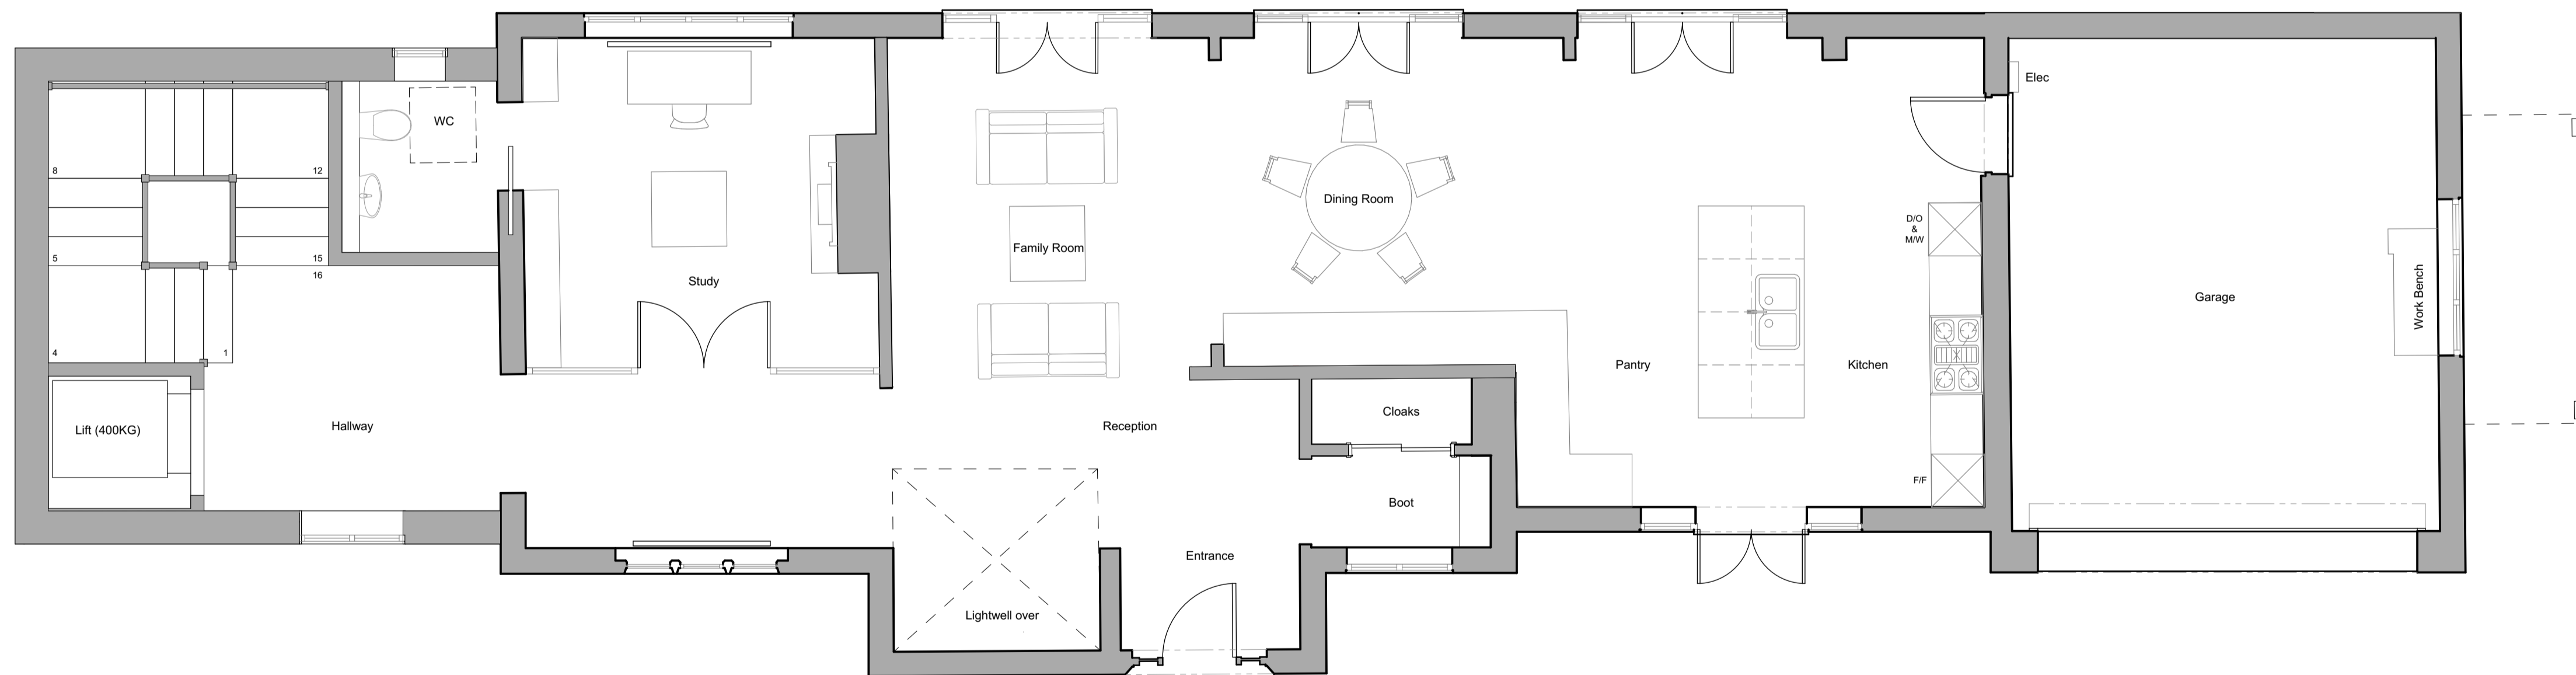 Elec
WC
8
12
Dining Room
D/O
&
M/W
Family Room
5
15
16
Study
Garage
Work Bench
4
1
Pantry
Kitchen
Cloaks
Lift (400KG)
Hallway
Reception
F/F
Boot
Entrance
Lightwell over